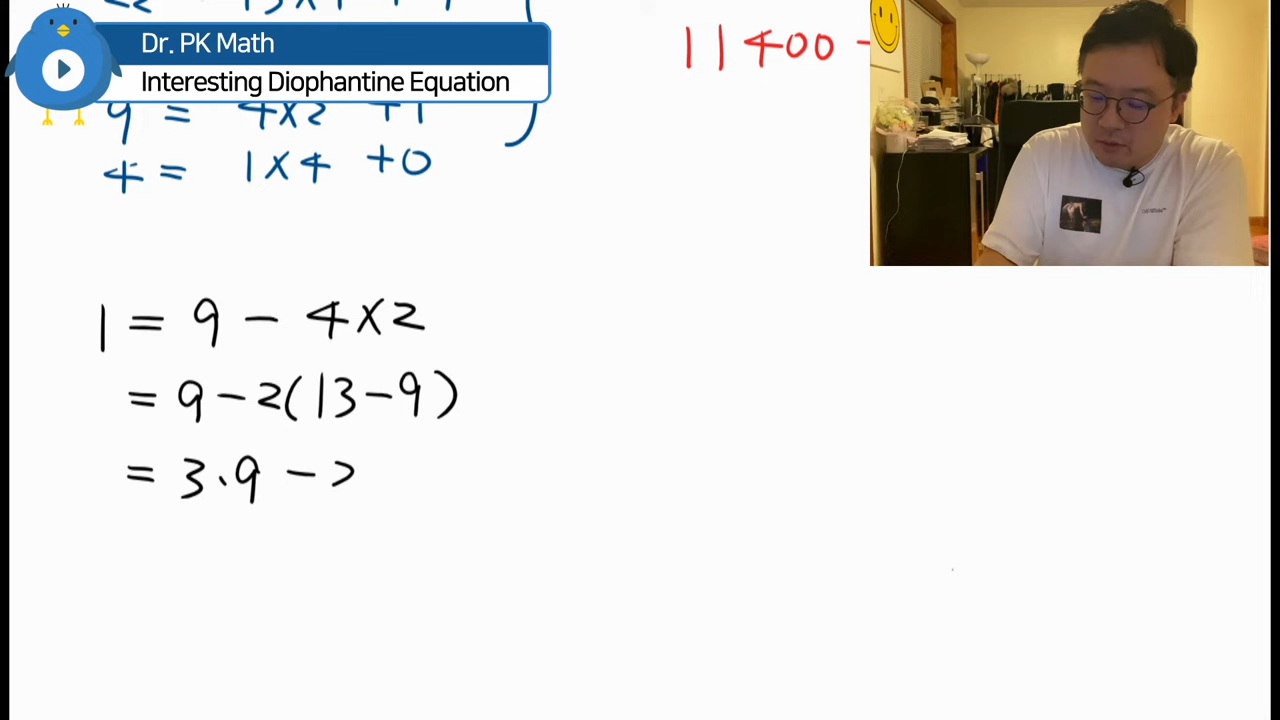 Dr. PK Math
Interesting Diophantine Equation
11400 -
9 = 4x2 +1
4 = 1x4 +0
1 = 9 - 4x2
= 9-2(13-9)
= 3.9 -